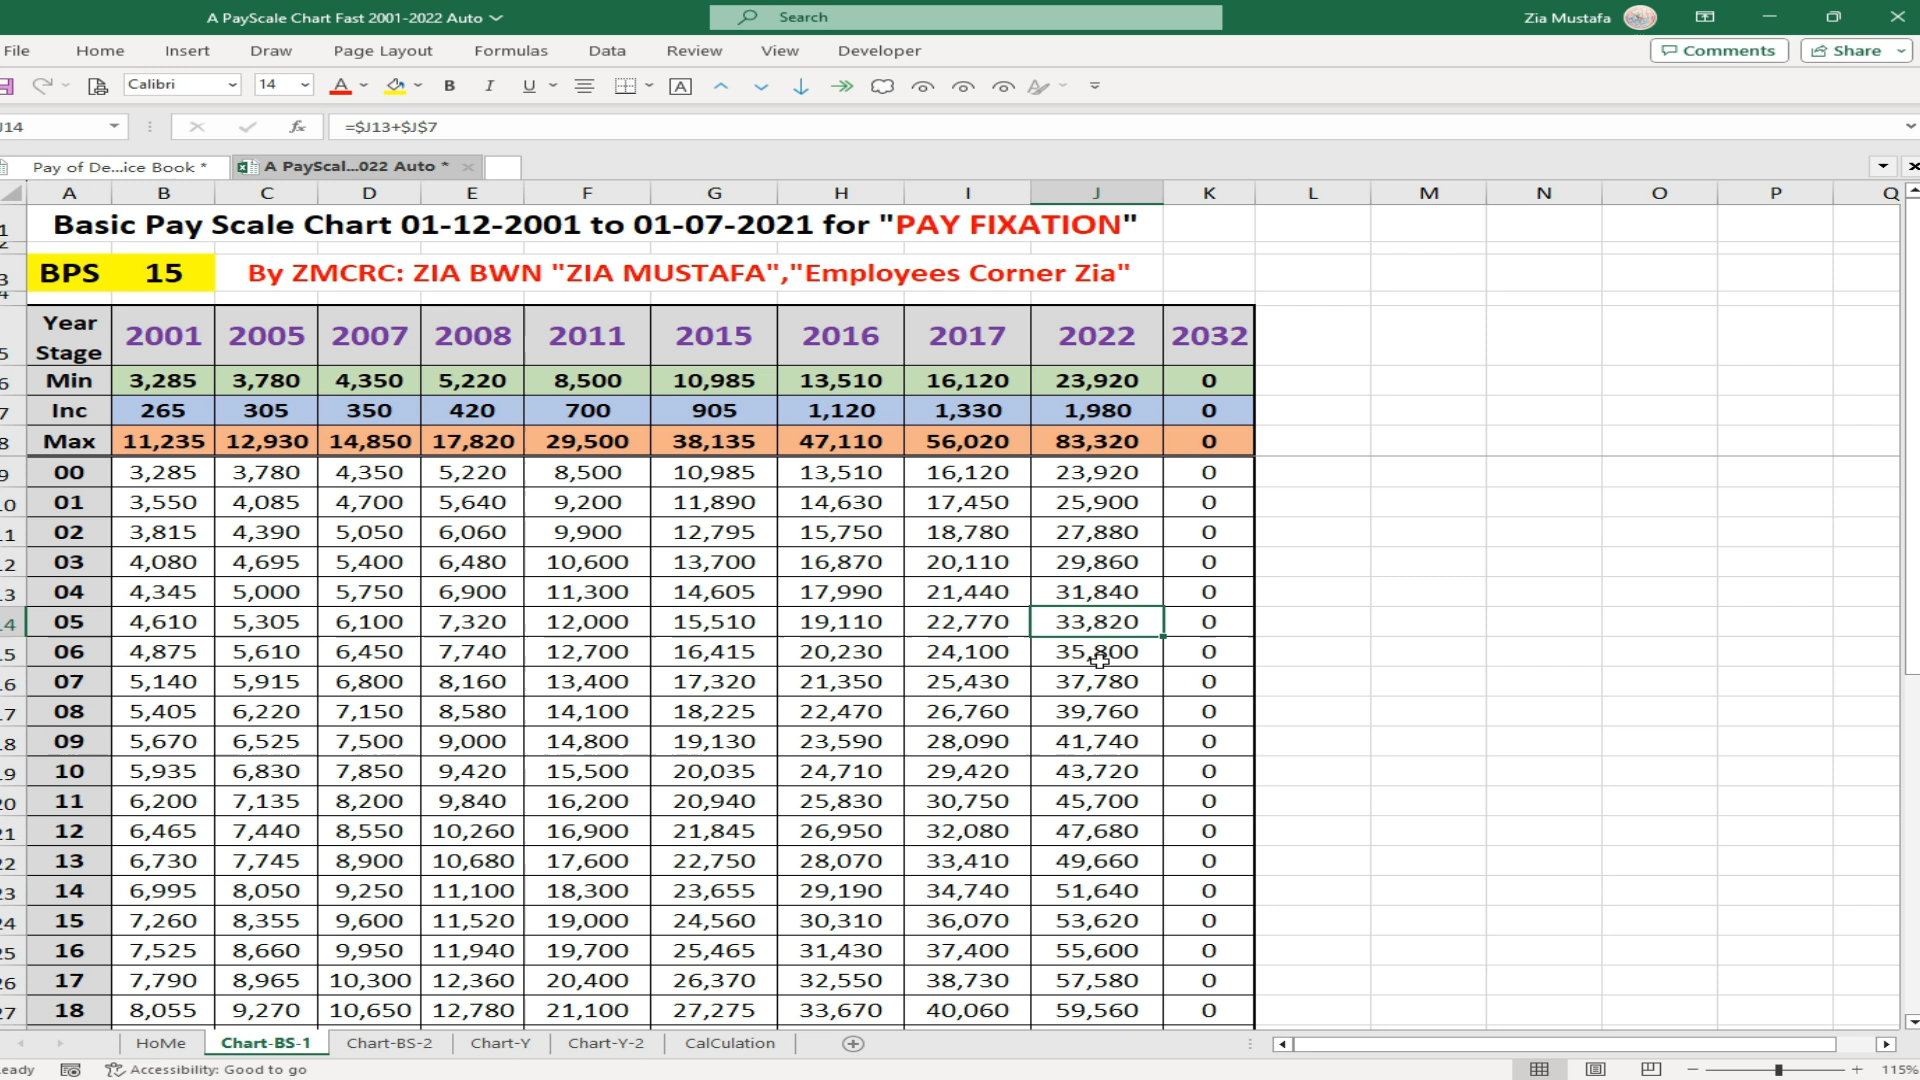 A PayScale Chart Fast 2001-2022 Auto
Search
Zia Mustafa
File Home Insert Draw Page Layout Formulas Data Review View Developer
Comments Share
Calibri 14 A B I U A
J14 fx =$J13+$J$7
Pay of De...ice Book * A PayScal...022 Auto *
A B C D E F G H I J K L M N O P Q
1 Basic Pay Scale Chart 01-12-2001 to 01-07-2021 for "PAY FIXATION"
3 BPS 15 By ZMCRC: ZIA BWN "ZIA MUSTAFA","Employees Corner Zia"
Year
5 Stage 2001 2005 2007 2008 2011 2015 2016 2017 2022 2032
6 Min 3,285 3,780 4,350 5,220 8,500 10,985 13,510 16,120 23,920 0
7 Inc 265 305 350 420 700 905 1,120 1,330 1,980 0
8 Max 11,235 12,930 14,850 17,820 29,500 38,135 47,110 56,020 83,320 0
9 00 3,285 3,780 4,350 5,220 8,500 10,985 13,510 16,120 23,920 0
10 01 3,550 4,085 4,700 5,640 9,200 11,890 14,630 17,450 25,900 0
11 02 3,815 4,390 5,050 6,060 9,900 12,795 15,750 18,780 27,880 0
12 03 4,080 4,695 5,400 6,480 10,600 13,700 16,870 20,110 29,860 0
13 04 4,345 5,000 5,750 6,900 11,300 14,605 17,990 21,440 31,840 0
14 05 4,610 5,305 6,100 7,320 12,000 15,510 19,110 22,770 33,820 0
15 06 4,875 5,610 6,450 7,740 12,700 16,415 20,230 24,100 35,800 0
16 07 5,140 5,915 6,800 8,160 13,400 17,320 21,350 25,430 37,780 0
17 08 5,405 6,220 7,150 8,580 14,100 18,225 22,470 26,760 39,760 0
18 09 5,670 6,525 7,500 9,000 14,800 19,130 23,590 28,090 41,740 0
19 10 5,935 6,830 7,850 9,420 15,500 20,035 24,710 29,420 43,720 0
20 11 6,200 7,135 8,200 9,840 16,200 20,940 25,830 30,750 45,700 0
21 12 6,465 7,440 8,550 10,260 16,900 21,845 26,950 32,080 47,680 0
22 13 6,730 7,745 8,900 10,680 17,600 22,750 28,070 33,410 49,660 0
23 14 6,995 8,050 9,250 11,100 18,300 23,655 29,190 34,740 51,640 0
24 15 7,260 8,355 9,600 11,520 19,000 24,560 30,310 36,070 53,620 0
25 16 7,525 8,660 9,950 11,940 19,700 25,465 31,430 37,400 55,600 0
26 17 7,790 8,965 10,300 12,360 20,400 26,370 32,550 38,730 57,580 0
27 18 8,055 9,270 10,650 12,780 21,100 27,275 33,670 40,060 59,560 0
HoMe Chart-BS-1 Chart-BS-2 Chart-Y Chart-Y-2 CalCulation
eady Accessibility: Good to go 115%